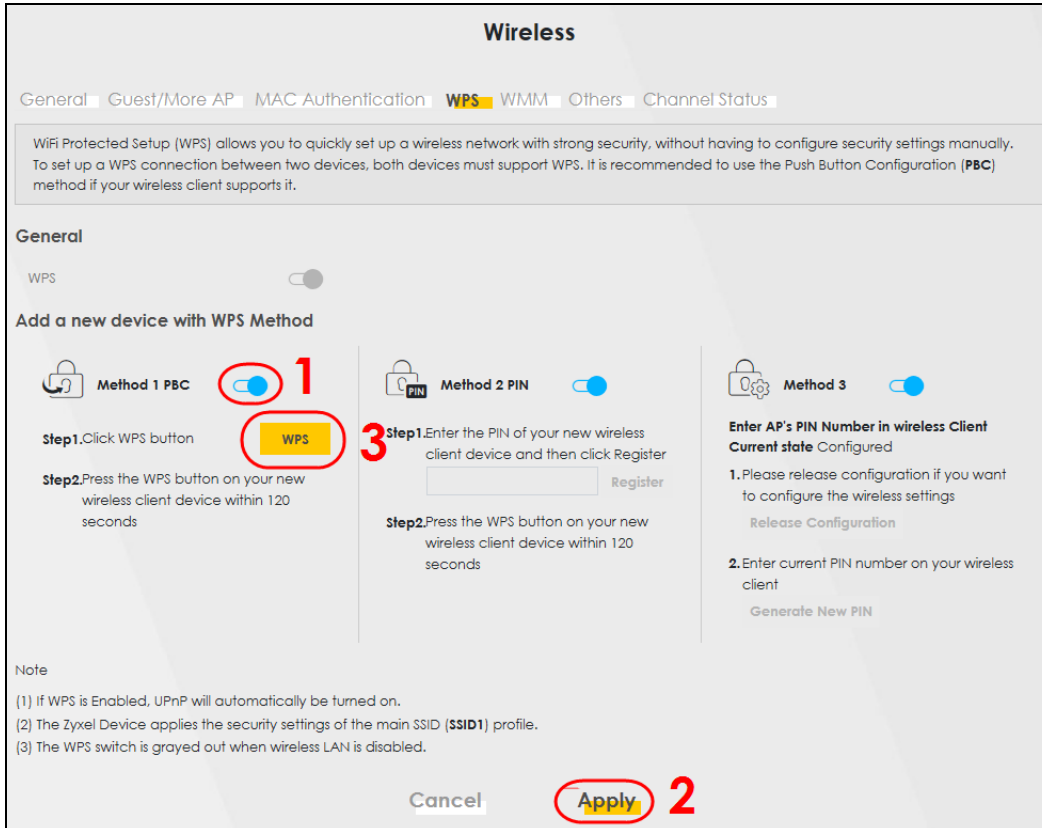 Wireless
General Guest/More AP MAC Authentication WPS WMM Others Channel Status
WiFi Protected Setup (WPS) allows you to quickly set up a wireless network with strong security, without having to configure security settings manually.
To set up a WPS connection between two devices, both devices must support WPS. It is recommended to use the Push Button Configuration (PBC)
method if your wireless client supports it.
General
WPS
Add a new device with WPS Method
Method 1 PBC
1
Step1.Click WPS button
WPS
3
Step2.Press the WPS button on your new
wireless client device within 120
seconds
PIN
Method 2 PIN
Step1.Enter the PIN of your new wireless
client device and then click Register
Register
Step2.Press the WPS button on your new
wireless client device within 120
seconds
Method 3
Enter AP's PIN Number in wireless Client
Current state Configured
1.Please release configuration if you want
to configure the wireless settings
Release Configuration
2.Enter current PIN number on your wireless
client
Generate New PIN
Note
(1) If WPS is Enabled, UPnP will automatically be turned on.
(2) The Zyxel Device applies the security settings of the main SSID (SSID1) profile.
(3) The WPS switch is grayed out when wireless LAN is disabled.
Cancel
Apply
2